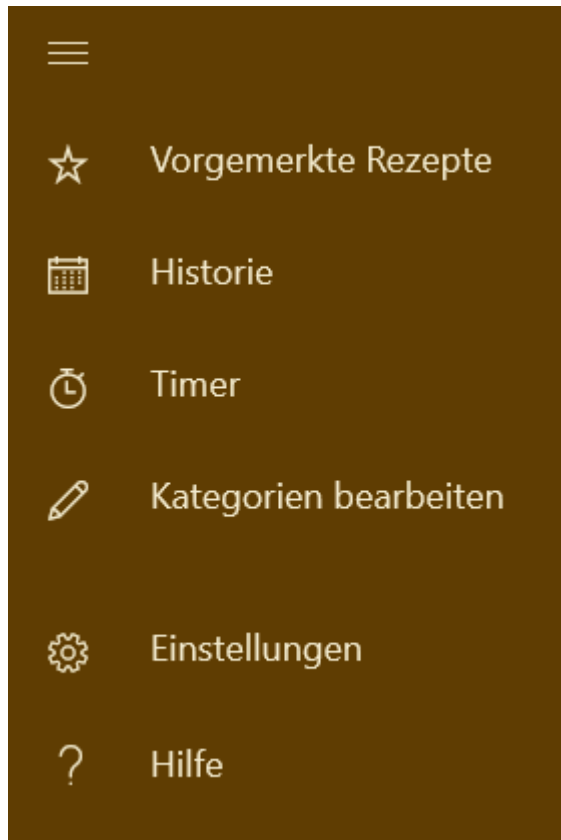 Vorgemerkte Rezepte
Historie
Timer
Kategorien bearbeiten
Einstellungen
Hilfe